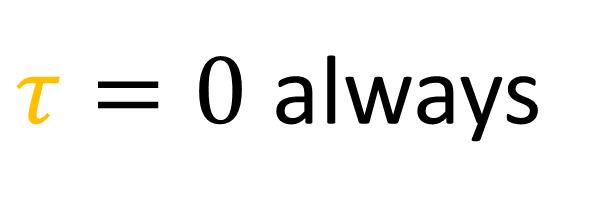 τ = 0 always